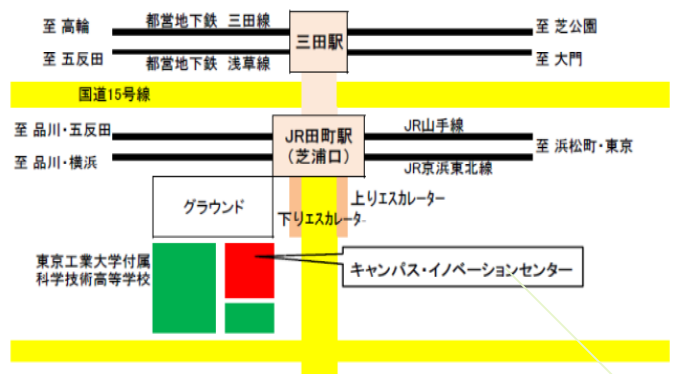 至 高輪
都営地下鉄 三田線
三田駅
至 芝公園
至 五反田
都営地下鉄 浅草線
至 大門
国道15号線
至 品川・五反田
JR田町駅
(芝浦口)
JR山手線
至 浜松町・東京
至 品川・横浜
JR京浜東北線
グラウンド
上りエスカレーター
下りエスカレーター
東京工業大学付属
科学技術高等学校
キャンパス・イノベーションセンター